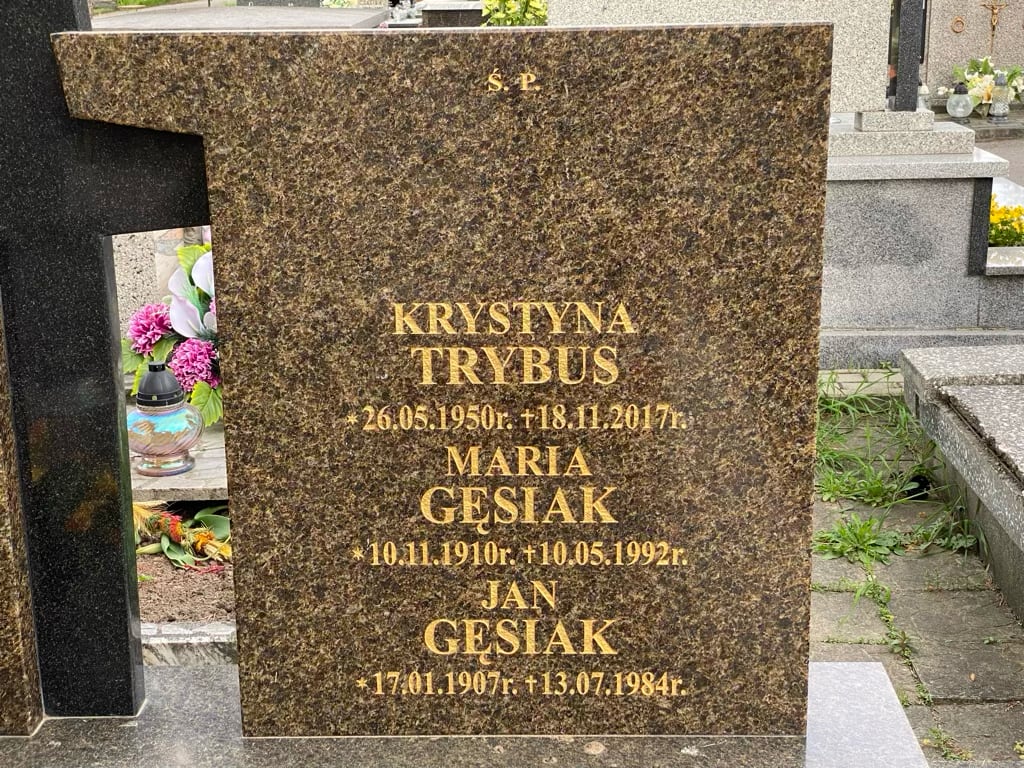 Ś. P.
KRYSTYNA
TRYBUS
*26.05.1950r. †18.11.2017r.
MARIA
GĘSIAK
*10.11.1910r. †10.05.1992r.
JAN
GĘSIAK
*17.01.1907r. †13.07.1984r.